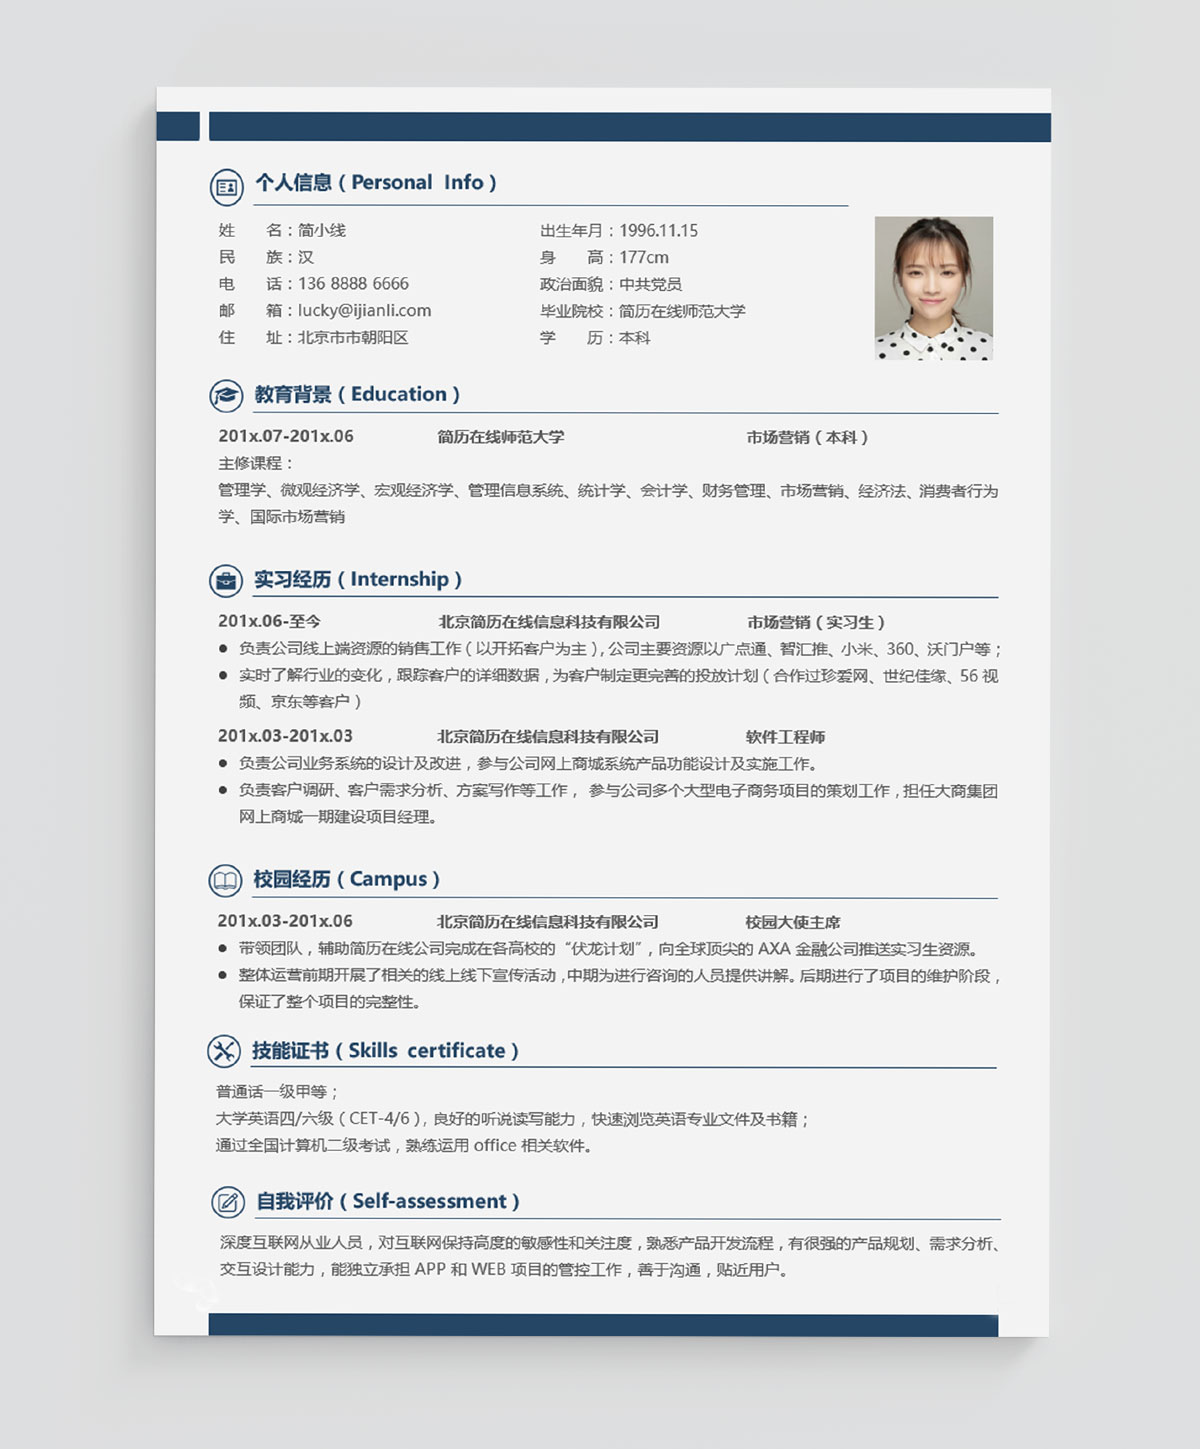 个人信息（Personal Info）
姓 名：简小线 出生年月：1996.11.15
民 族：汉 身 高：177cm
电 话：136 8888 6666 政治面貌：中共党员
邮 箱：lucky@ijianli.com 毕业院校：简历在线师范大学
住 址：北京市市朝阳区 学 历：本科
教育背景（Education）
201x.07-201x.06 简历在线师范大学 市场营销（本科）
主修课程：
管理学、微观经济学、宏观经济学、管理信息系统、统计学、会计学、财务管理、市场营销、经济法、消费者行为
学、国际市场营销
实习经历（Internship）
201x.06-至今 北京简历在线信息科技有限公司 市场营销（实习生）
● 负责公司线上端资源的销售工作（以开拓客户为主），公司主要资源以广点通、智汇推、小米、360、沃门户等；
● 实时了解行业的变化，跟踪客户的详细数据，为客户制定更完善的投放计划（合作过珍爱网、世纪佳缘、56 视
频、京东等客户）
201x.03-201x.03 北京简历在线信息科技有限公司 软件工程师
● 负责公司业务系统的设计及改进，参与公司网上商城系统产品功能设计及实施工作。
● 负责客户调研、客户需求分析、方案写作等工作， 参与公司多个大型电子商务项目的策划工作，担任大商集团
网上商城一期建设项目经理。
校园经历（Campus）
201x.03-201x.06 北京简历在线信息科技有限公司 校园大使主席
● 带领团队，辅助简历在线公司完成在各高校的“伏龙计划”，向全球顶尖的 AXA 金融公司推送实习生资源。
● 整体运营前期开展了相关的线上线下宣传活动，中期为进行咨询的人员提供讲解。后期进行了项目的维护阶段，
保证了整个项目的完整性。
技能证书（Skills certificate）
普通话一级甲等；
大学英语四/六级（CET-4/6），良好的听说读写能力，快速浏览英语专业文件及书籍；
通过全国计算机二级考试，熟练运用 office 相关软件。
自我评价（Self-assessment）
深度互联网从业人员，对互联网保持高度的敏感性和关注度，熟悉产品开发流程，有很强的产品规划、需求分析、
交互设计能力，能独立承担 APP 和 WEB 项目的管控工作，善于沟通，贴近用户。